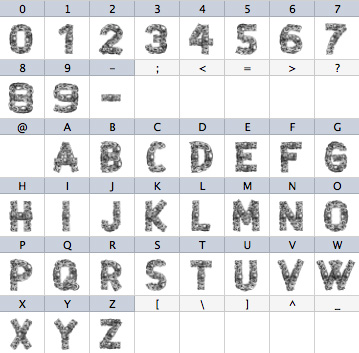 0 1 2 3 4 5 6 7
0 1 2 3 4 5 6 7
8 9 - ; < = > ?
8 9 -
@ A B C D E F G
A B C D E F G
H I J K L M N O
H I J K L M N O
P Q R S T U V W
P Q R S T U V W
X Y Z [ \ ] ^ _
X Y Z